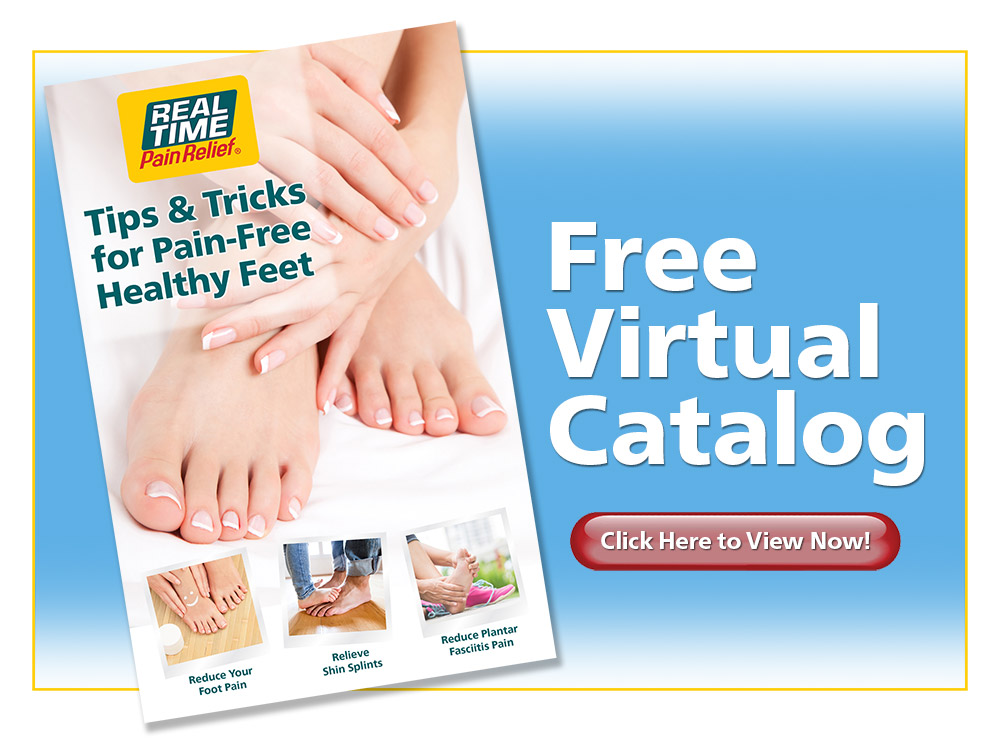 REAL
TIME
Pain Relief®
Tips & Tricks
for Pain-Free
Healthy Feet
Reduce Your
Foot Pain
Relieve
Shin Splints
Reduce Plantar
Fasciitis Pain
Free
Virtual
Catalog
Click Here to View Now!